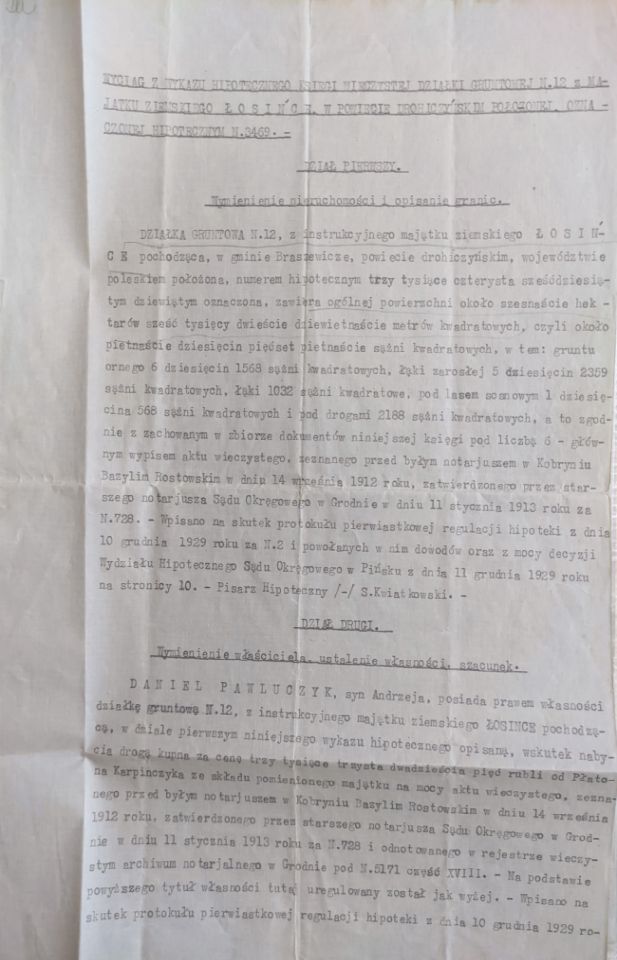 WYCIĄG Z WYKAZU HIPOTECZNEGO KSIĘGI WIECZYSTEJ DZIAŁKI GRUNTOWEJ N.12 z MA-
JĄTKU ZIEMSKIEGO Ł O S I Ń C E, W POWIECIE DROHICZYŃSKIM POŁOŻONEJ, OZNA -
CZONEJ HIPOTECZNYM N.3469. -
DZIAŁ PIERWSZY.
Wymienienie nieruchomości i opisanie granic.
DZIAŁKA GRUNTOWA N.12, z instrukcyjnego majątku ziemskiego Ł O S I Ń-
C E pochodząca, w gminie Braszewicze, powiecie drohiczyńskim, województwie
poleskiem położona, numerem hipotecznym trzy tysiące czterysta sześćdziesią-
tym dziewiątym oznaczona, zawiera ogólnej powierzchni około szesnaście hek -
tarów sześć tysięcy dwieście dziewiętnaście metrów kwadratowych, czyli około
piętnaście dziesięcin pięćset piętnaście sążni kwadratowych, w tem: gruntu
ornego 6 dziesięcin 1568 sążni kwadratowych, łąki zarosłej 5 dziesięcin 2359
sążni kwadratowych, łąki 1032 sążni kwadratowe, pod lasem sosnowym 1 dziesię-
cina 568 sążni kwadratowych i pod drogami 2188 sążni kwadratowych, a to zgod-
nie z zachowanym w zbiorze dokumentów niniejszej księgi pod liczbą 6 - głów-
nym wypisem aktu wieczystego, zeznanego przed byłym notarjuszem w Kobryniu
Bazylim Rostowskim w dniu 14 września 1912 roku, zatwierdzonego przez star-
szego notarjusza Sądu Okręgowego w Grodnie w dniu 11 stycznia 1913 roku za
N.728. - Wpisano na skutek protokułu pierwiastkowej regulacji hipoteki z dnia
10 grudnia 1929 roku za N.2 i powołanych w nim dowodów oraz z mocy decyzji
Wydziału Hipotecznego Sądu Okręgowego w Pińsku z dnia 11 grudnia 1929 roku
na stronicy 10. - Pisarz Hipoteczny /-/ S.Kwiatkowski. -
DZIAŁ DRUGI.
Wymienienie właściciela, ustalenie własności, szacunek.
D A N I E L P A W L U C Z Y K, syn Andrzeja, posiada prawem własności
działkę gruntową N.12, z instrukcyjnego majątku ziemskiego ŁOSIŃCE pochodzą-
cą, w dziale pierwszym niniejszego wykazu hipotecznego opisaną, wskutek naby-
cia drogą kupna za cenę trzy tysiące trzysta dwadzieścia pięć rubli od Płato-
na Karpińczyka ze składu pomienionego majątku na mocy aktu wieczystego, zezna-
nego przed byłym notarjuszem w Kobryniu Bazylim Rostowskim w dniu 14 września
1912 roku, zatwierdzonego przez starszego notarjusza Sądu Okręgowego w Grod-
nie w dniu 11 stycznia 1913 roku za N.728 i odnotowanego w rejestrze wieczy-
stym archiwum notarjalnego w Grodnie pod N.5171 część XVIII. - Na podstawie
powyższego tytuł własności tutaj uregulowany został jak wyżej. - Wpisano na
skutek protokułu pierwiastkowej regulacji hipoteki z dnia 10 grudnia 1929 ro-